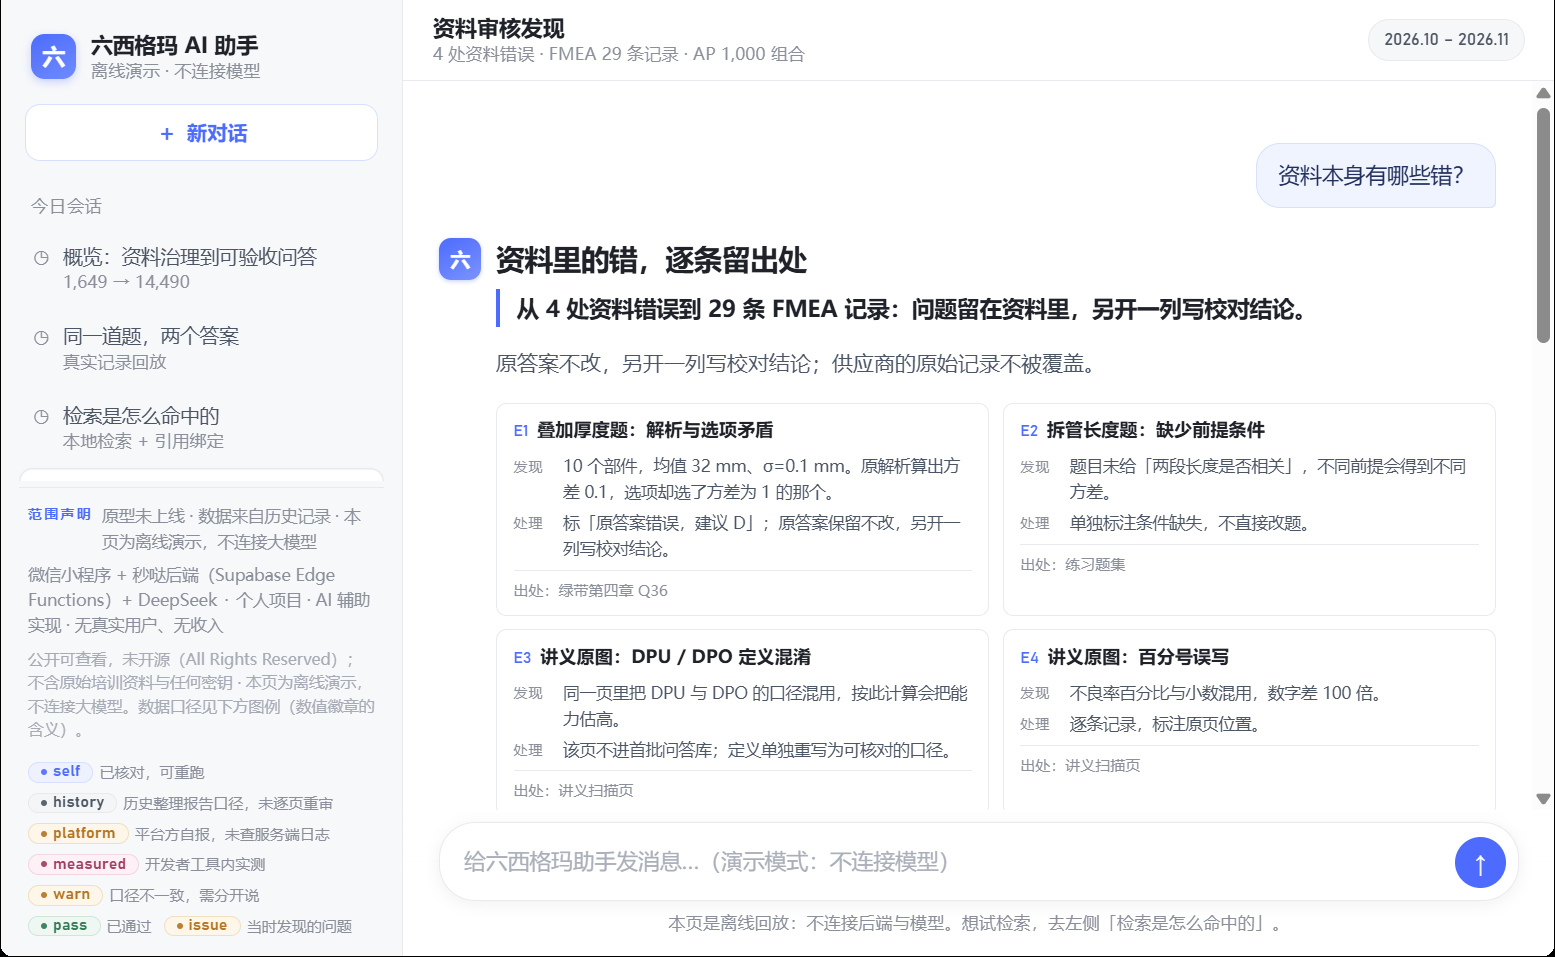 六
六西格玛 AI 助手
离线演示 · 不连接模型
+ 新对话
今日会话
概览：资料治理到可验收问答
1,649 → 14,490
同一道题，两个答案
真实记录回放
检索是怎么命中的
本地检索 + 引用绑定
范围声明 原型未上线 · 数据来自历史记录 · 本
页为离线演示，不连接大模型
微信小程序 + 秒哒后端（Supabase Edge
Functions）+ DeepSeek · 个人项目 · AI 辅助
实现 · 无真实用户、无收入
公开可查看，未开源（All Rights Reserved）；
不含原始培训资料与任何密钥 · 本页为离线演示，
不连接大模型。数据口径见下方图例（数值徽章的
含义）。
• self 已核对，可重跑
• history 历史整理报告口径，未逐页重审
• platform 平台方自报，未查服务端日志
• measured 开发者工具内实测
• warn 口径不一致，需分开说
• pass 已通过 • issue 当时发现的问题
资料审核发现
4 处资料错误 · FMEA 29 条记录 · AP 1,000 组合
2026.10 – 2026.11
资料本身有哪些错？
六
资料里的错，逐条留出处
从 4 处资料错误到 29 条 FMEA 记录：问题留在资料里，另开一列写校对结论。
原答案不改，另开一列写校对结论；供应商的原始记录不被覆盖。
E1 叠加厚度题：解析与选项矛盾
发现 10 个部件，均值 32 mm、σ=0.1 mm。原解析算出方
差 0.1，选项却选了方差为 1 的那个。
处理 标「原答案错误，建议 D」；原答案保留不改，另开一
列写校对结论。
出处：绿带第四章 Q36
E2 拆管长度题：缺少前提条件
发现 题目未给「两段长度是否相关」，不同前提会得到不同
方差。
处理 单独标注条件缺失，不直接改题。
出处：练习题集
E3 讲义原图：DPU / DPO 定义混淆
发现 同一页里把 DPU 与 DPO 的口径混用，按此计算会把能
力估高。
处理 该页不进首批问答库；定义单独重写为可核对的口径。
出处：讲义扫描页
E4 讲义原图：百分号误写
发现 不良率百分比与小数混用，数字差 100 倍。
处理 逐条记录，标注原页位置。
出处：讲义扫描页
给六西格玛助手发消息...（演示模式：不连接模型）
↑
本页是离线回放：不连接后端与模型。想试检索，去左侧「检索是怎么命中的」。